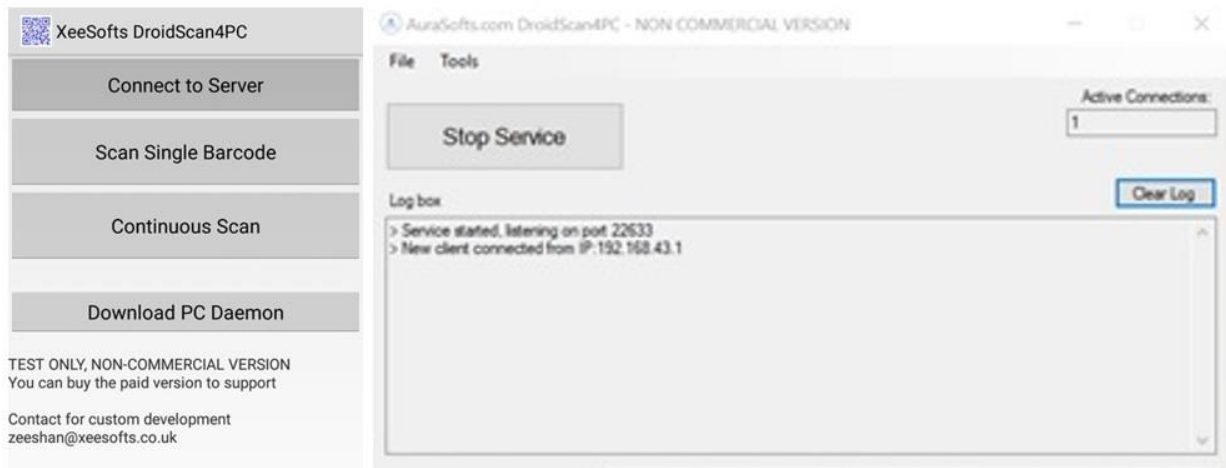 XeeSofts DroidScan4PC
Connect to Server
Scan Single Barcode
Continuous Scan
Download PC Daemon
TEST ONLY, NON-COMMERCIAL VERSION
You can buy the paid version to support
Contact for custom development
zeeshan@xeesofts.co.uk
AuraSofts.com DroidScan4PC - NON COMMERCIAL VERSION
File Tools
Active Connections:
1
Stop Service
Clear Log
Log box
> Service started, listening on port 22633
> New client connected from IP:192.168.43.1